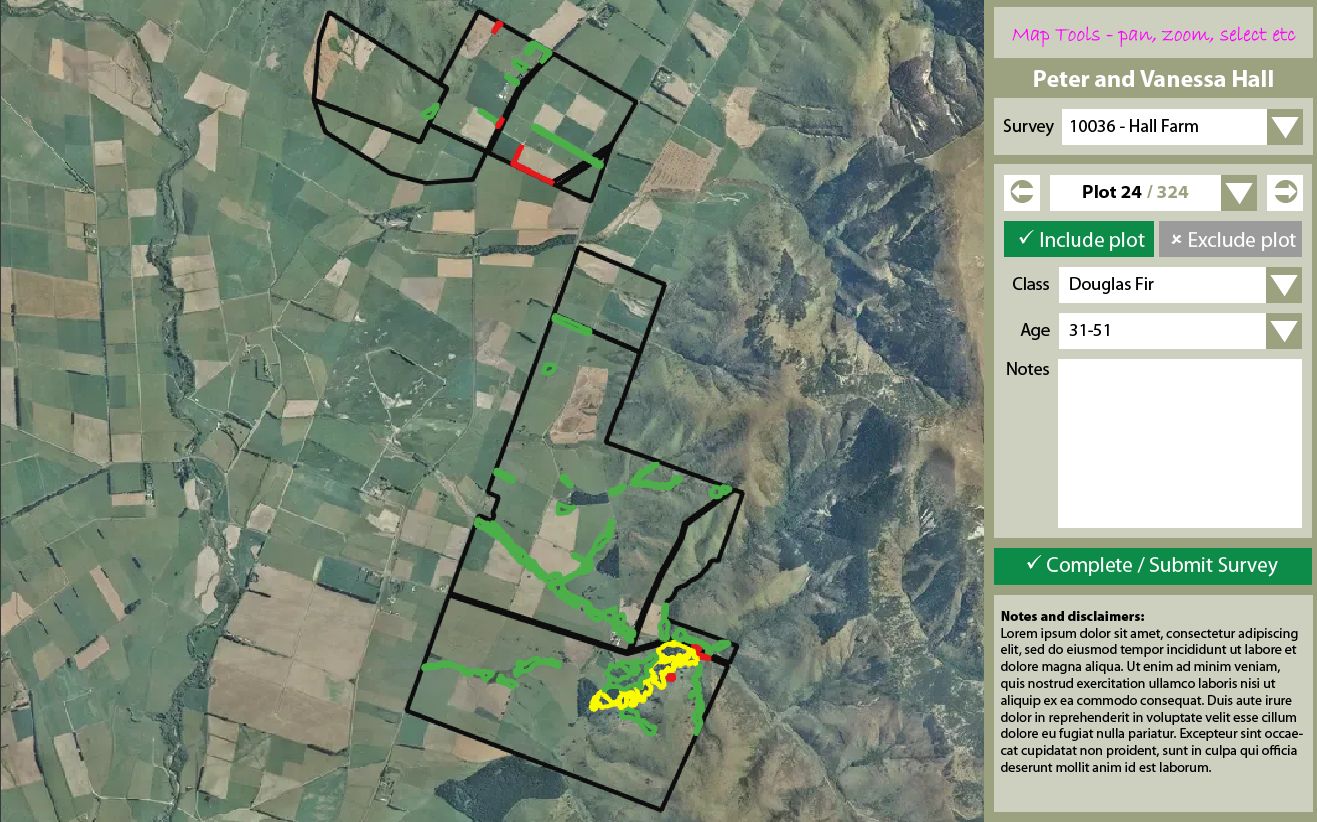 Map Tools - pan, zoom, select etc
Peter and Vanessa Hall
Survey 10036 - Hall Farm
Plot 24 / 324
✓ Include plot × Exclude plot
Class Douglas Fir
Age 31-51
Notes
✓ Complete / Submit Survey
Notes and disclaimers:
Lorem ipsum dolor sit amet, consectetur adipiscing
elit, sed do eiusmod tempor incididunt ut labore et
dolore magna aliqua. Ut enim ad minim veniam,
quis nostrud exercitation ullamco laboris nisi ut
aliquip ex ea commodo consequat. Duis aute irure
dolor in reprehenderit in voluptate velit esse cillum
dolore eu fugiat nulla pariatur. Excepteur sint occae-
cat cupidatat non proident, sunt in culpa qui officia
deserunt mollit anim id est laborum.